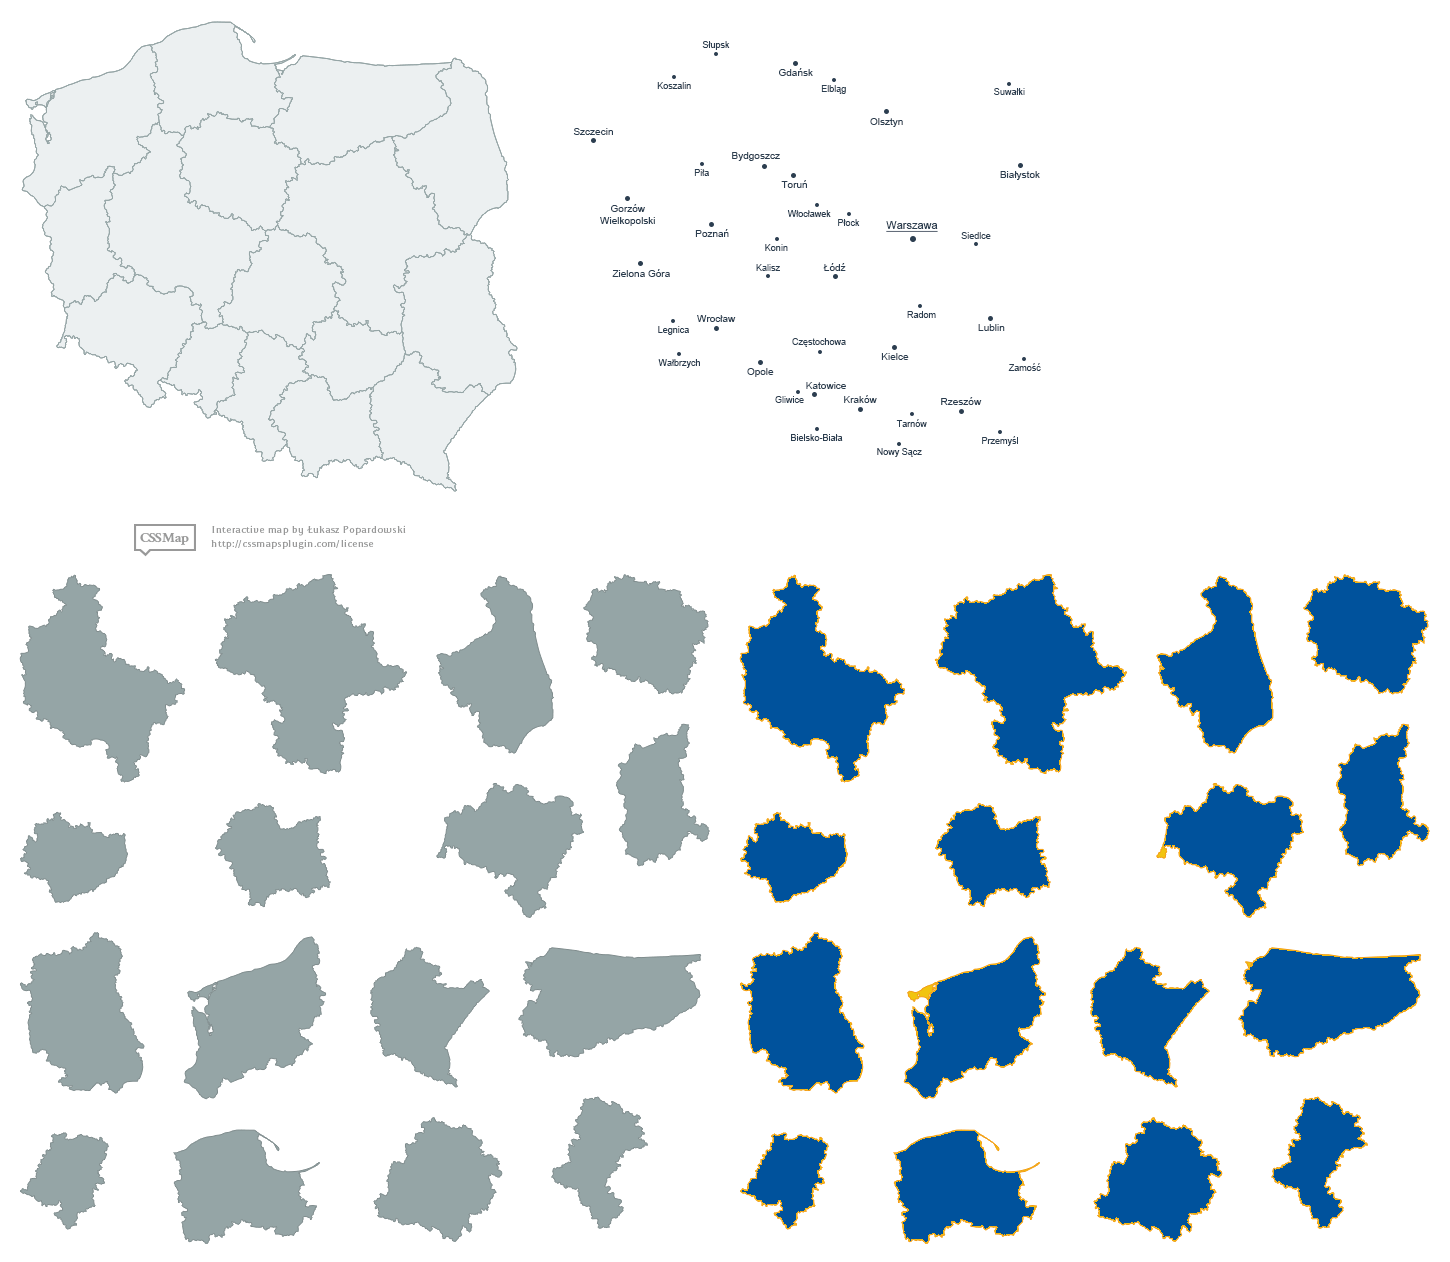 Słupsk
Gdańsk
Koszalin
Elbląg
Suwałki
Olsztyn
Szczecin
Bydgoszcz
Piła
Toruń
Białystok
Gorzów
Wielkopolski
Włocławek
Płock
Poznań
Warszawa
Siedlce
Konin
Zielona Góra
Kalisz
Łódź
Radom
Legnica
Wrocław
Lublin
Częstochowa
Kielce
Wałbrzych
Opole
Zamość
Katowice
Gliwice
Kraków
Rzeszów
Tarnów
Bielsko-Biała
Przemyśl
Nowy Sącz
CSSMap
Interactive map by Łukasz Popardowski
http://cssmapsplugin.com/license